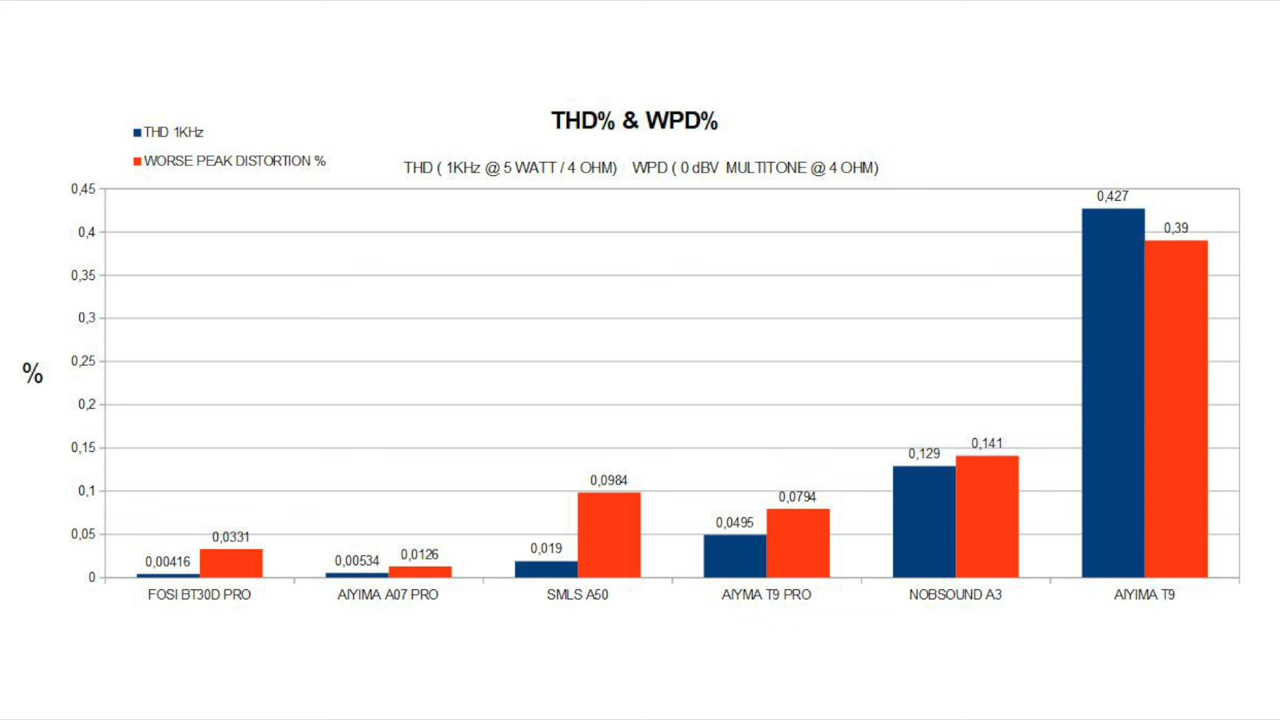 THD% & WPD%
THD 1KHz
WORSE PEAK DISTORTION %
THD ( 1KHz @ 5 WATT / 4 OHM) WPD ( 0 dBV MULTITONE @ 4 OHM)
0,45
0,4
0,35
0,3
0,25
0,2
0,15
0,1
0,05
0
%
0,00416
0,0331
0,00534
0,0126
0,019
0,0984
0,0495
0,0794
0,129
0,141
0,427
0,39
FOSI BT30D PRO
AIYIMA A07 PRO
SMLS A50
AIYMA T9 PRO
NOBSOUND A3
AIYIMA T9